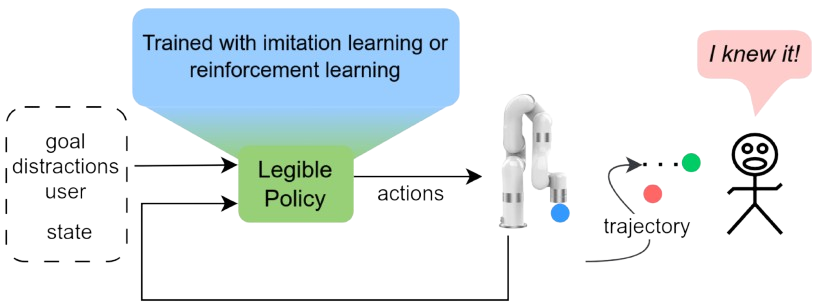 Trained with imitation learning or
reinforcement learning
I knew it!
goal
distractions
user
state
Legible
Policy
actions
trajectory